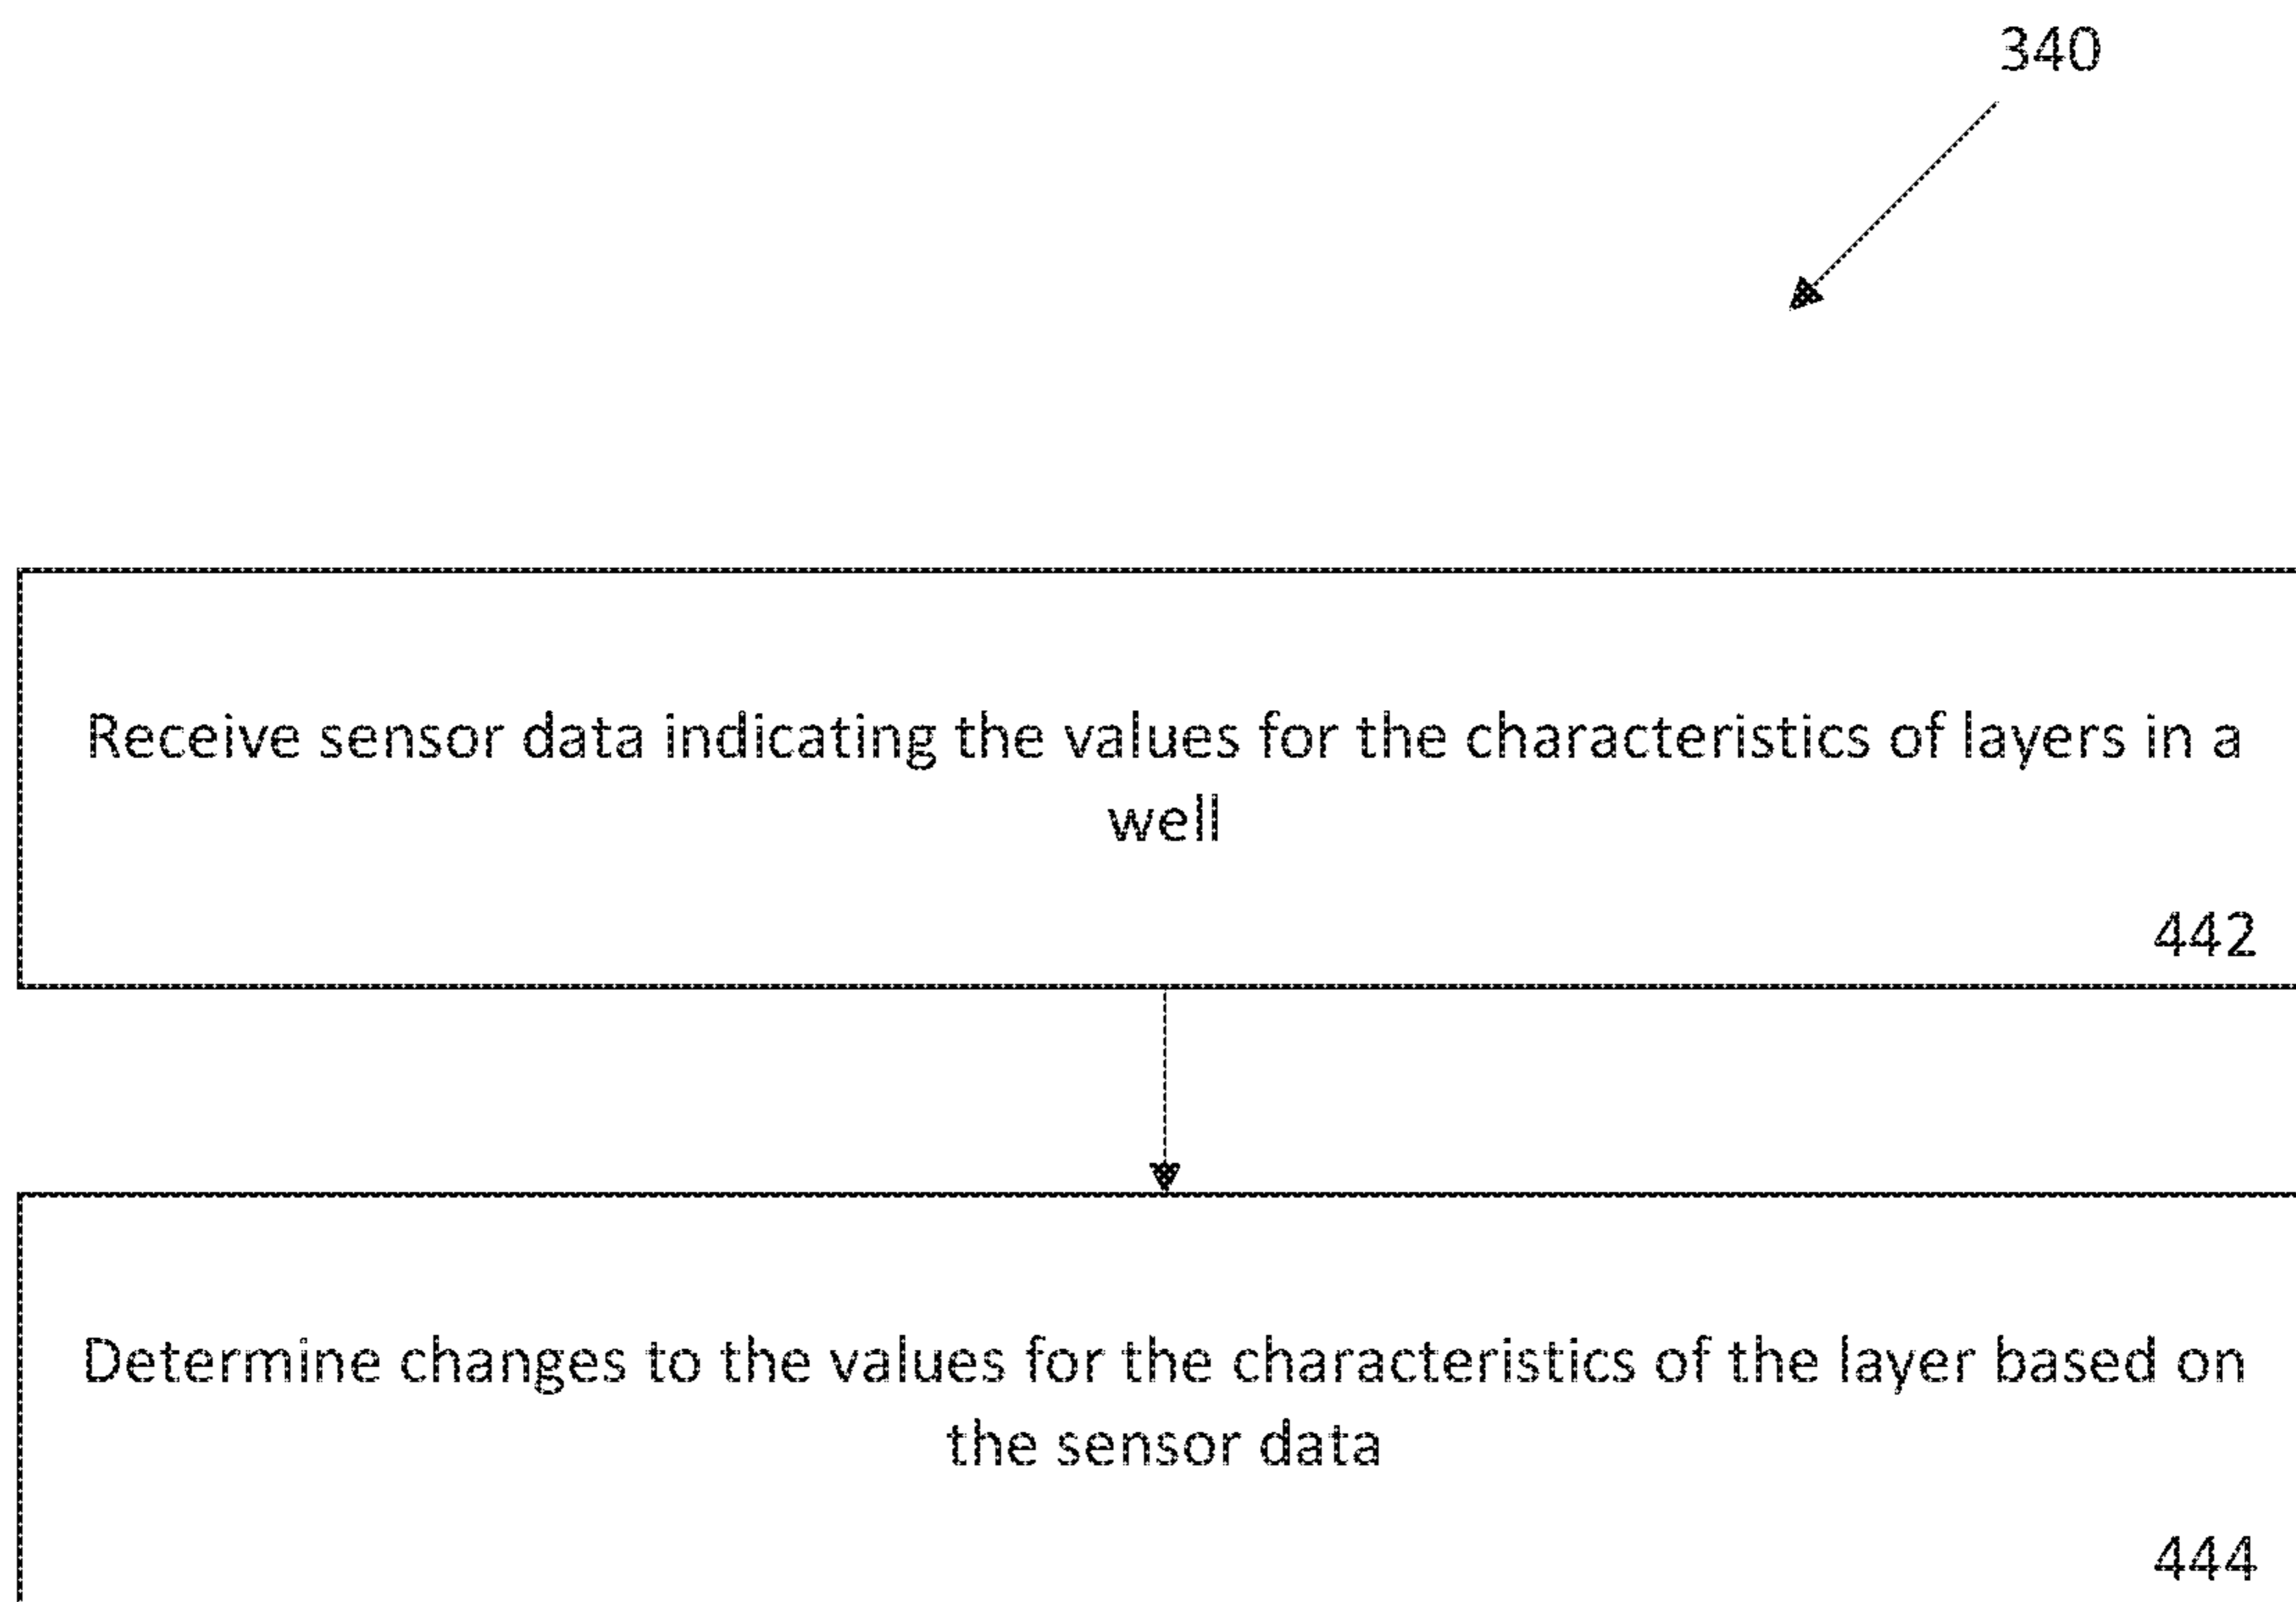 340
Receive sensor data indicating the values for the characteristics of layers in a
well
442
Determine changes to the values for the characteristics of the layer based on
the sensor data
444